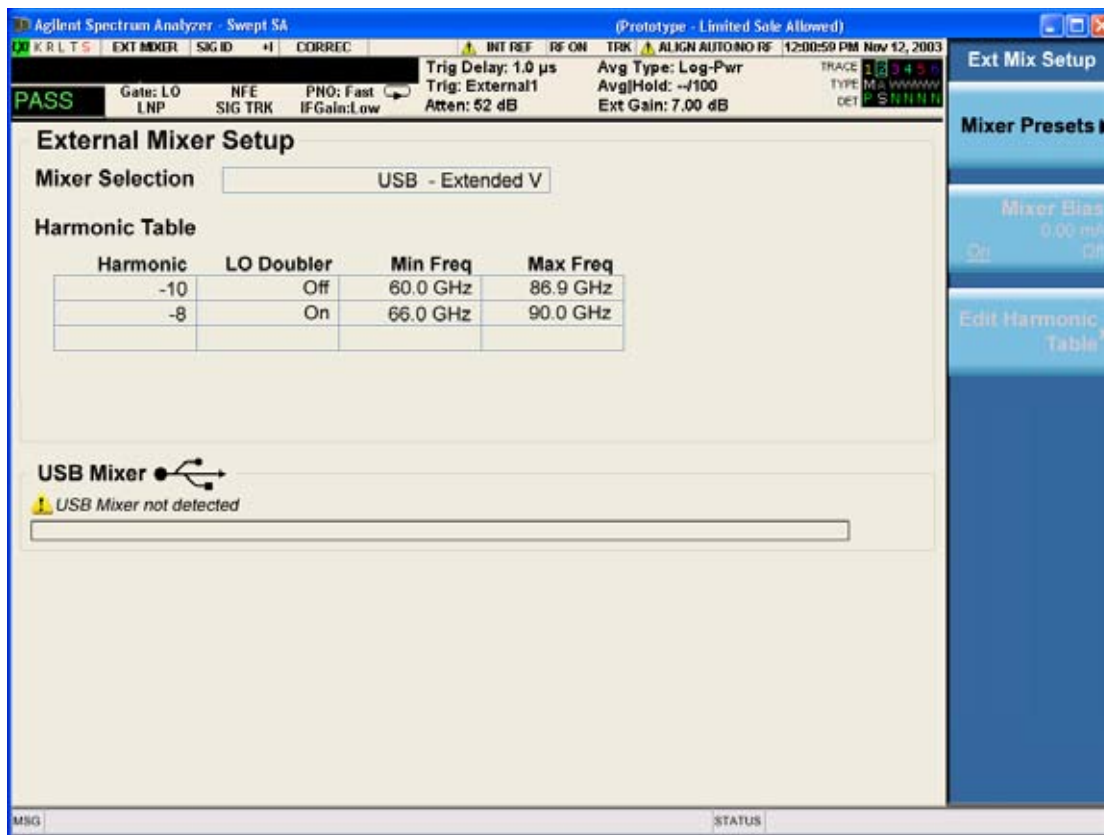 Agilent Spectrum Analyzer - Swept SA (Prototype - Limited Sale Allowed)
K R L T S EXT MIXER SIG ID +I CORREC INT REF RF ON TRK ALIGN AUTO/NO RF 12:00:59 PM Nov 12, 2003
PASS
Gate: LO
LNP
NFE
SIG TRK
PNO: Fast
IFGain:Low
Trig Delay: 1.0 µs
Trig: External1
Atten: 52 dB
Avg Type: Log-Pwr
Avg|Hold: --/100
Ext Gain: 7.00 dB
TRACE 1 2 3 4 5 6
TYPE M A W W W W
DET P S N N N N
Ext Mix Setup
Mixer Presets
Mixer Bias
0.00 mA
On Off
Edit Harmonic
Table
External Mixer Setup
Mixer Selection USB - Extended V
Harmonic Table
Harmonic LO Doubler Min Freq Max Freq
-10 Off 60.0 GHz 86.9 GHz
-8 On 66.0 GHz 90.0 GHz
USB Mixer
USB Mixer not detected
MSG STATUS